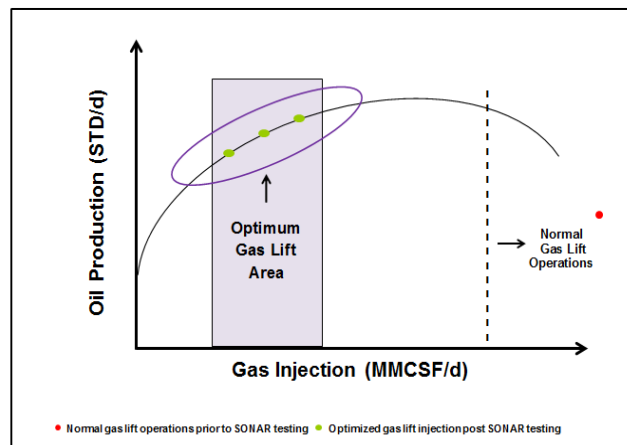 Oil Production (STD/d)
Optimum
Gas Lift
Area
Normal
Gas Lift
Operations
Gas Injection (MMCSF/d)
Normal gas lift operations prior to SONAR testing
Optimized gas lift injection post SONAR testing